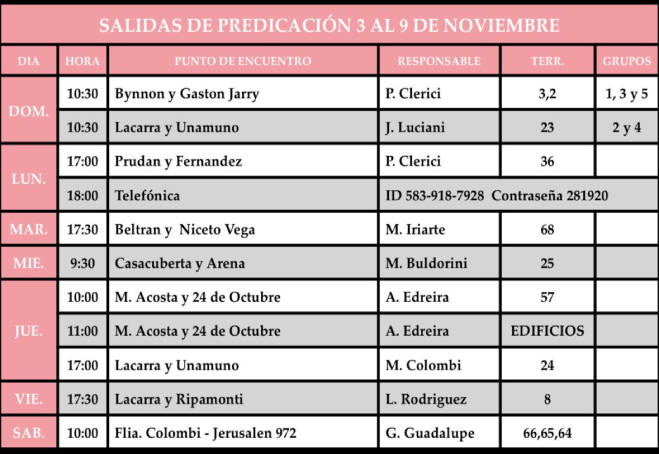 SALIDAS DE PREDICACIÓN 3 AL 9 DE NOVIEMBRE
DIA HORA PUNTO DE ENCUENTRO RESPONSABLE TERR. GRUPOS
DOM. 10:30 Bynnon y Gaston Jarry P. Clerici 3,2 1, 3 y 5
10:30 Lacarra y Unamuno J. Luciani 23 2 y 4
LUN. 17:00 Prudan y Fernandez P. Clerici 36
18:00 Telefónica ID 583-918-7928 Contraseña 281920
MAR. 17:30 Beltran y Niceto Vega M. Iriarte 68
MIE. 9:30 Casacuberta y Arena M. Buldorini 25
JUE. 10:00 M. Acosta y 24 de Octubre A. Edreira 57
11:00 M. Acosta y 24 de Octubre A. Edreira EDIFICIOS
17:00 Lacarra y Unamuno M. Colombi 24
VIE. 17:30 Lacarra y Ripamonti L. Rodriguez 8
SAB. 10:00 Flia. Colombi - Jerusalen 972 G. Guadalupe 66,65,64